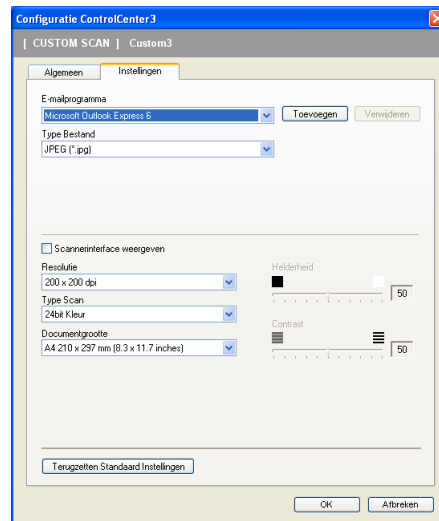 Configuratie ControlCenter3
[ CUSTOM SCAN ] Custom3
Algemeen Instellingen
E-mailprogramma
Microsoft Outlook Express 6 Toevoegen Verwijderen
Type Bestand
JPEG (*.jpg)
Scannerinterface weergeven
Resolutie Helderheid
200 x 200 dpi
50
Type Scan
24bit Kleur
Contrast
Documentgrootte
A4 210 x 297 mm (8.3 x 11.7 inches)
50
Terugzetten Standaard Instellingen
OK Afbreken